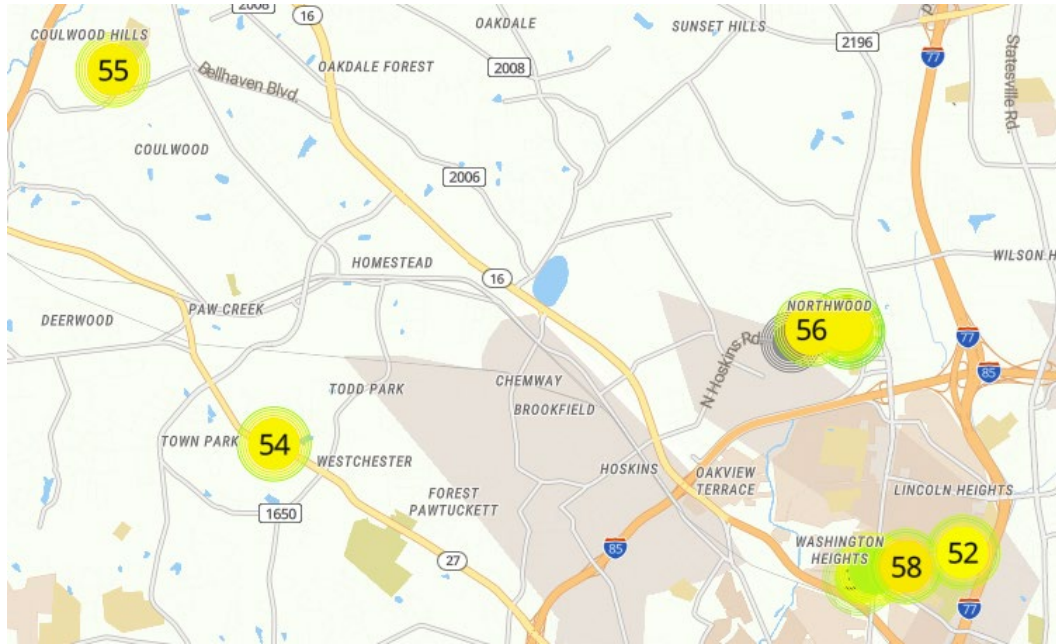 2008
16
OAKDALE
SUNSET HILLS
2196
77
COULWOOD HILLS
55
Bellhaven Blvd.
OAKDALE FOREST
2008
Statesville Rd.
COULWOOD
2006
HOMESTEAD
16
WILSON H
PAW CREEK
DEERWOOD
NORTHWOOD
56
77
N Hoskins Rd.
85
TODD PARK
CHEMWAY
BROOKFIELD
TOWN PARK
54
WESTCHESTER
HOSKINS
OAKVIEW
TERRACE
LINCOLN HEIGHTS
FOREST
PAWTUCKETT
1650
85
27
WASHINGTON
HEIGHTS
58
52
77